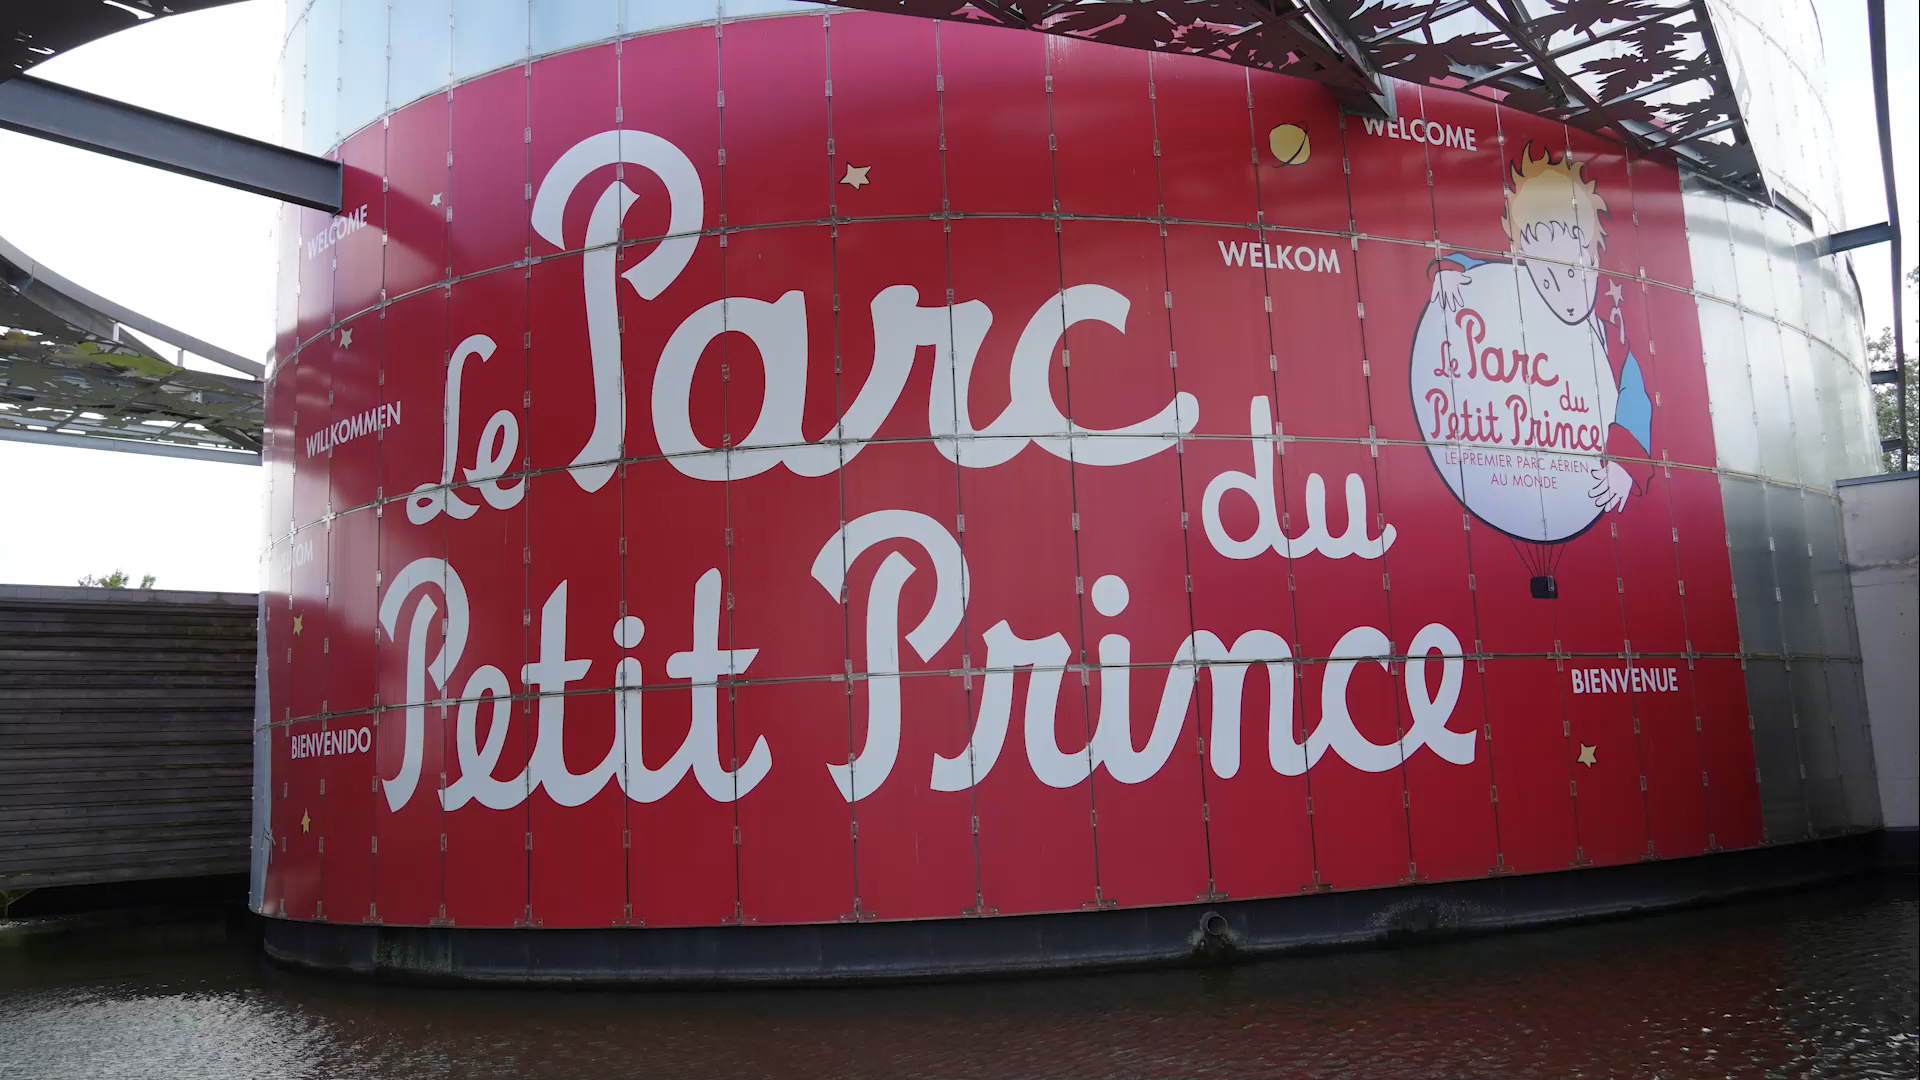 WELCOME
WELCOME
WELKOM
Le Parc
du
Petit Prince
Le Parc
du
Petit Prince
LE PREMIER PARC AÉRIEN
AU MONDE
WILLKOMMEN
BIENVENUE
BIENVENIDO